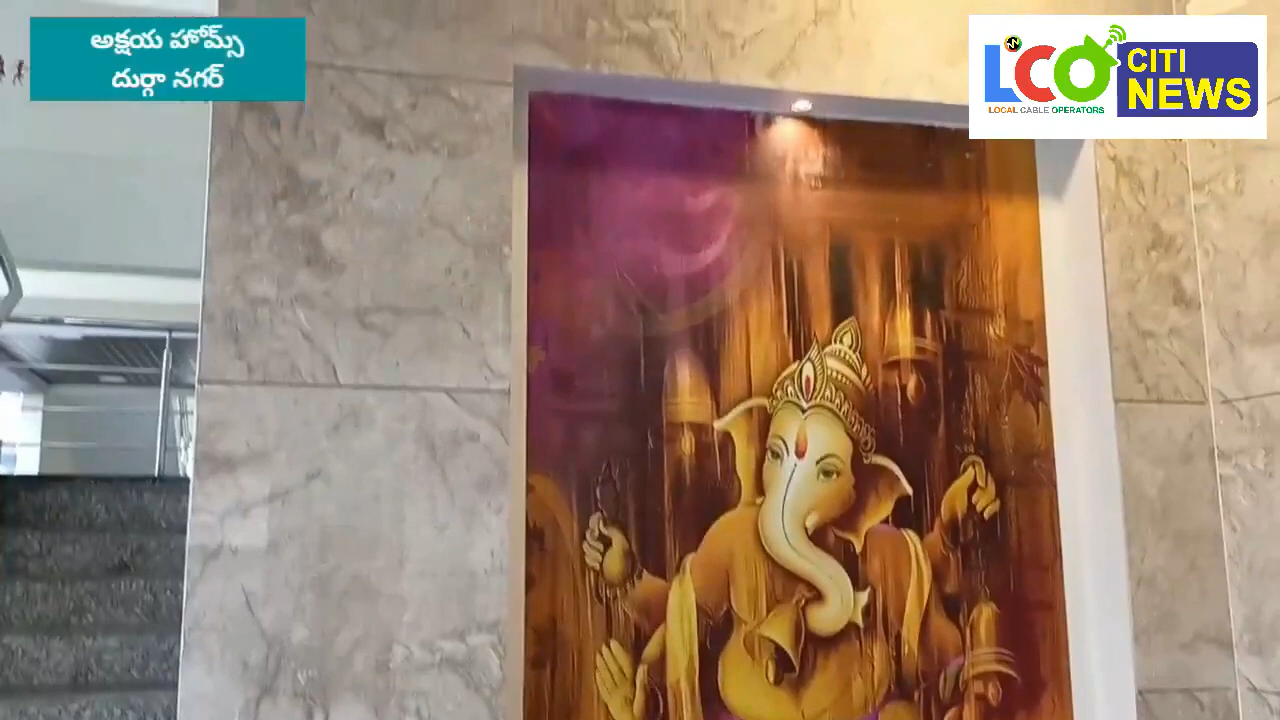 అక్షయ హోమ్స్
దుర్గా నగర్
LCO
LOCAL CABLE OPERATORS
CITI
NEWS